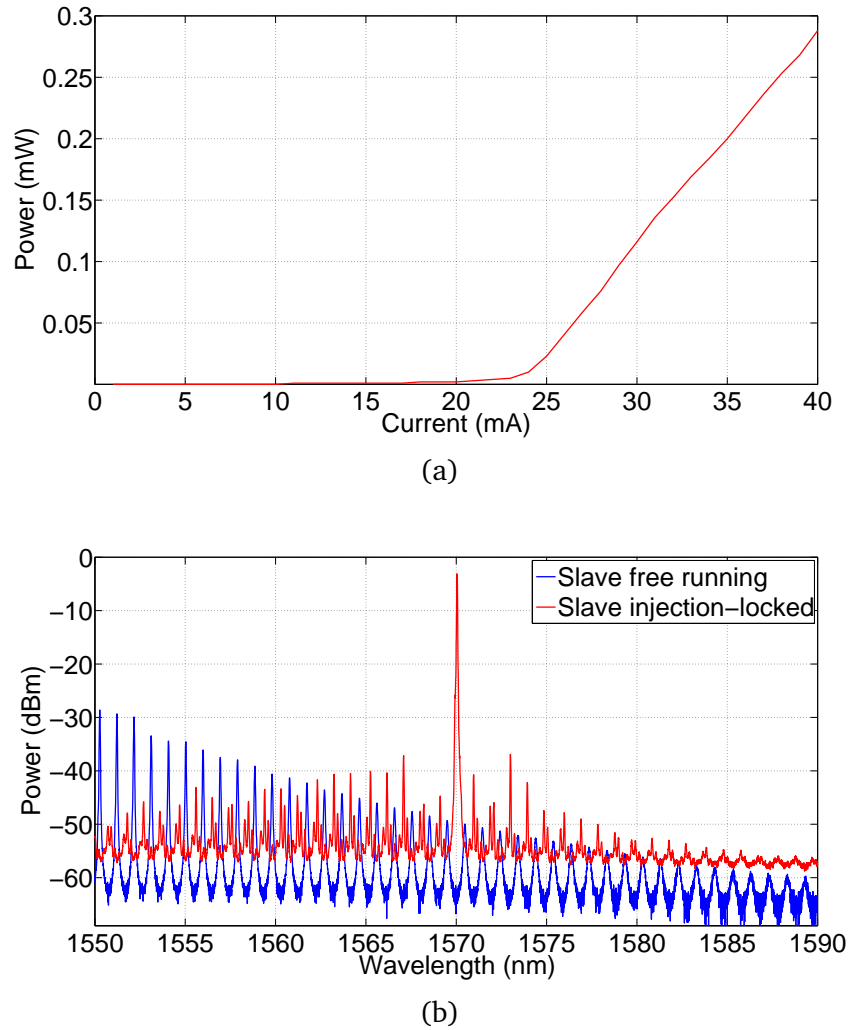 0.3
0.25
0.2
0.15
0.1
0.05
Power (mW)
0 5 10 15 20 25 30 35 40
Current (mA)
(a)
0
−10
−20
−30
−40
−50
−60
Power (dBm)
Slave free running
Slave injection−locked
1550 1555 1560 1565 1570 1575 1580 1585 1590
Wavelength (nm)
(b)